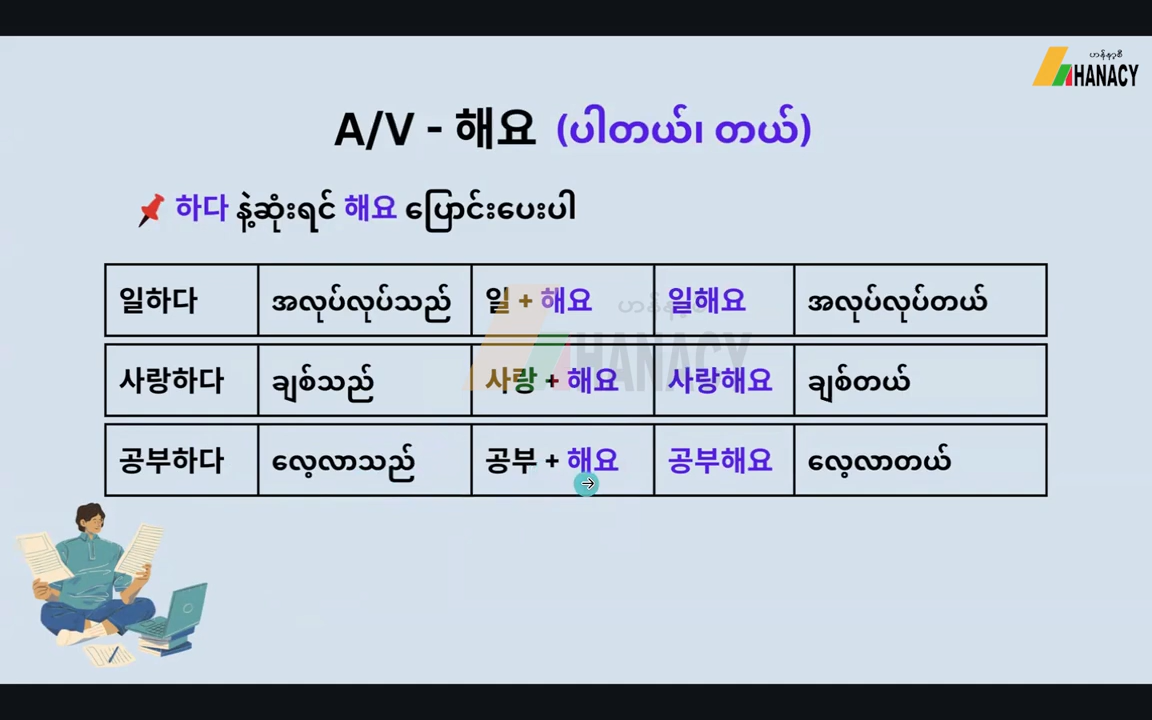 ဟန်နာစီ
HANACY
A/V - 해요 (ပါတယ်၊ တယ်)
하다 နဲ့ဆုံးရင် 해요 ပြောင်းပေးပါ
일하다 အလုပ်လုပ်သည် 일 + 해요 일해요 အလုပ်လုပ်တယ်
사랑하다 ချစ်သည် 사랑 + 해요 사랑해요 ချစ်တယ်
공부하다 လေ့လာသည် 공부 + 해요 공부해요 လေ့လာတယ်
HANACY